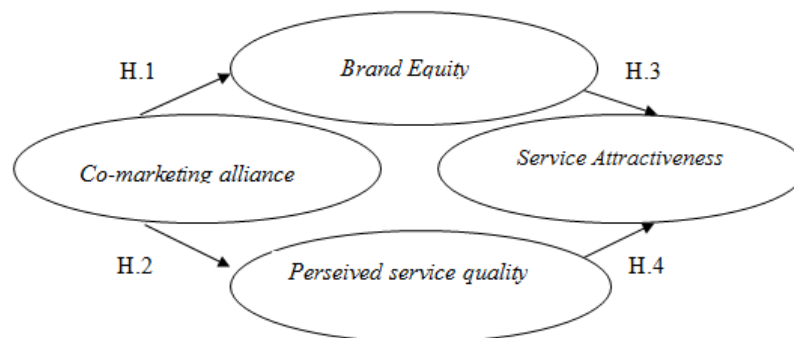 Brand Equity
H.1
H.3
Co-marketing alliance
Service Attractiveness
H.2
Perseived service quality
H.4